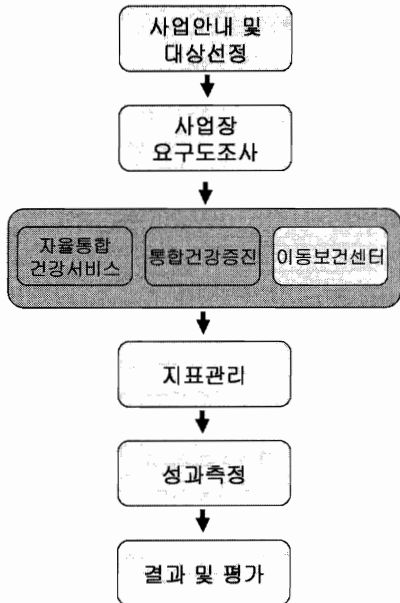 사업안내 및
대상선정
사업장
요구도조사
자율통합
건강서비스
통합건강증진
이동보건센터
지표관리
성과측정
결과 및 평가